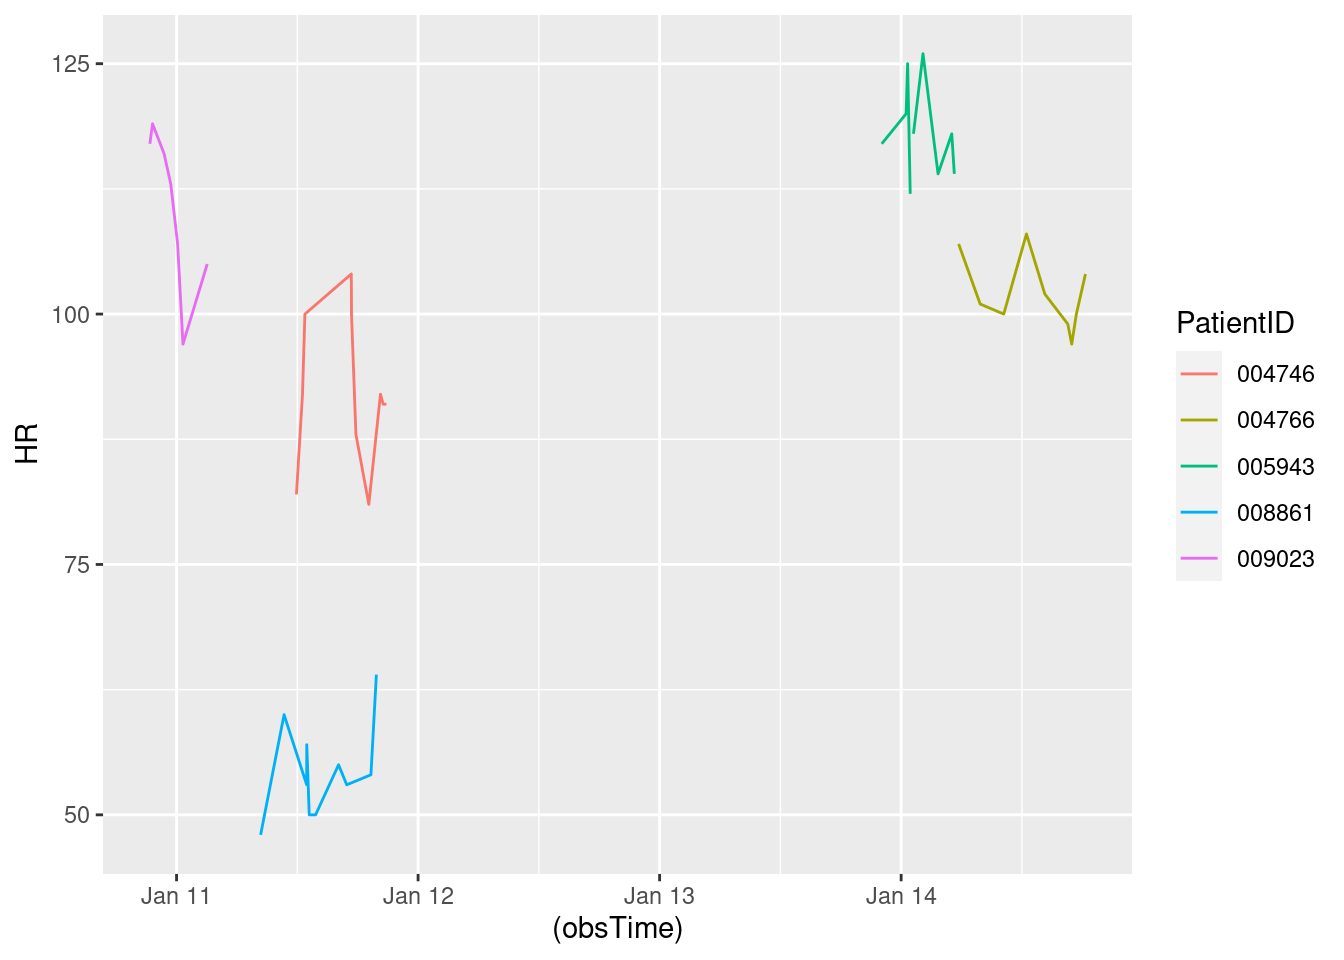 125
100
75
50
HR
Jan 11
Jan 12
Jan 13
Jan 14
(obsTime)
PatientID
004746
004766
005943
008861
009023